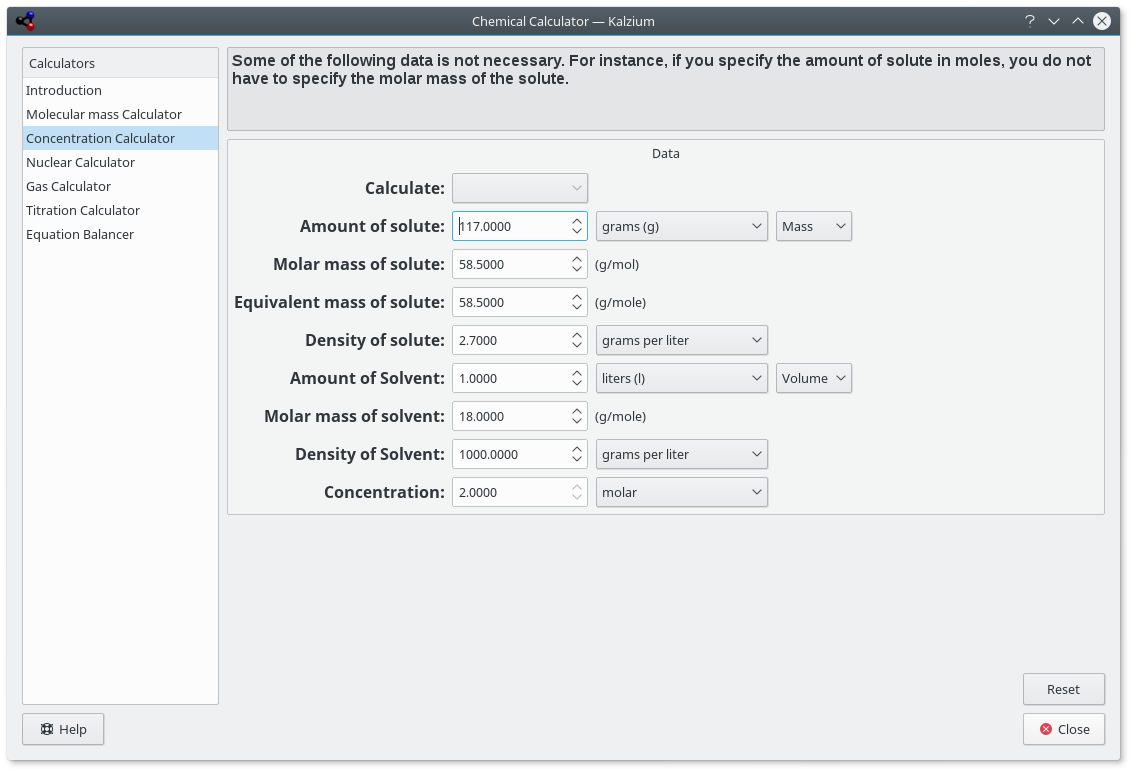 Chemical Calculator — Kalzium
Calculators
Introduction
Molecular mass Calculator
Concentration Calculator
Nuclear Calculator
Gas Calculator
Titration Calculator
Equation Balancer
Some of the following data is not necessary. For instance, if you specify the amount of solute in moles, you do not
have to specify the molar mass of the solute.
Data
Calculate:
Amount of solute: 117.0000 grams (g) Mass
Molar mass of solute: 58.5000 (g/mol)
Equivalent mass of solute: 58.5000 (g/mole)
Density of solute: 2.7000 grams per liter
Amount of Solvent: 1.0000 liters (l) Volume
Molar mass of solvent: 18.0000 (g/mole)
Density of Solvent: 1000.0000 grams per liter
Concentration: 2.0000 molar
Reset
Help
Close